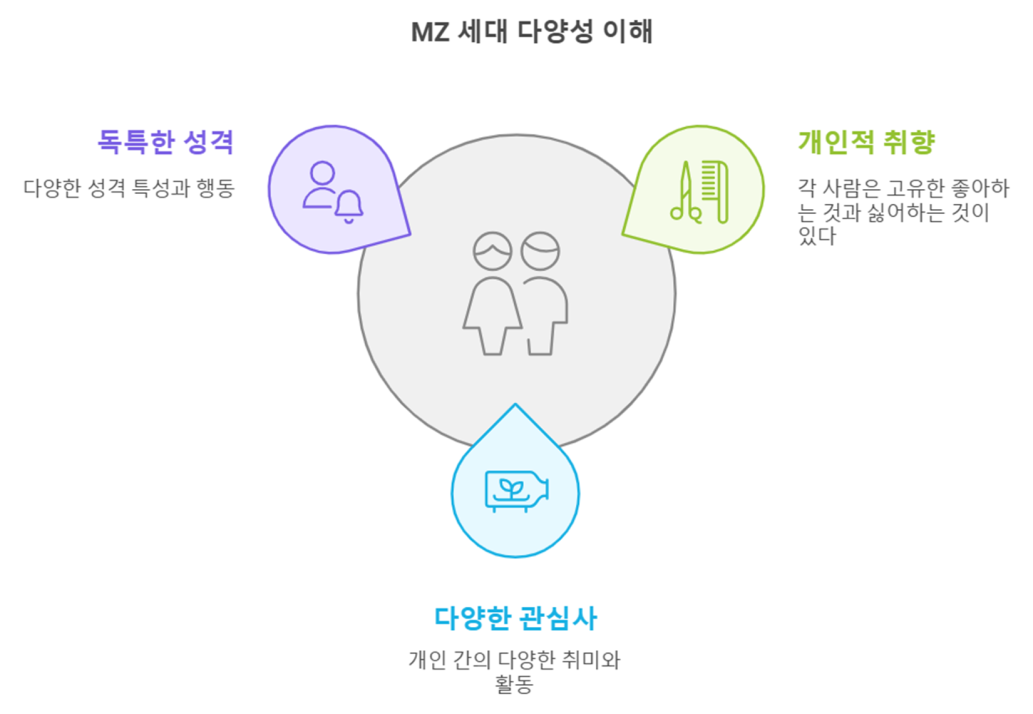 MZ 세대 다양성 이해
독특한 성격
다양한 성격 특성과 행동
개인적 취향
각 사람은 고유한 좋아하
는 것과 싫어하는 것이
있다
다양한 관심사
개인 간의 다양한 취미와
활동